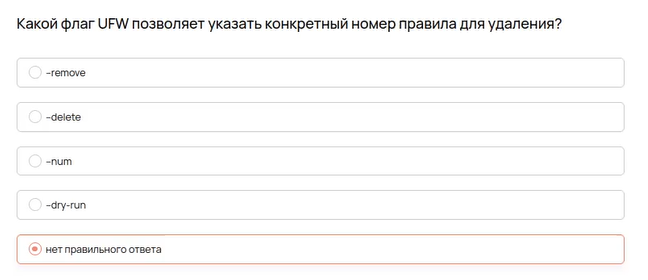 Какой флаг UFW позволяет указать конкретный номер правила для удаления?
–remove
–delete
–num
–dry-run
нет правильного ответа